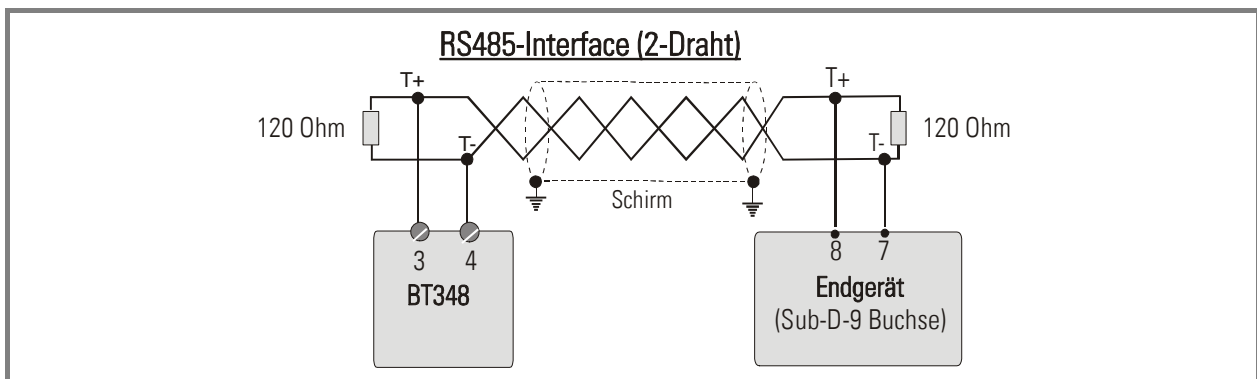 RS485-Interface (2-Draht)
T+
T+
120 Ohm
120 Ohm
T-
T-
Schirm
3 4
8 7
BT348
Endgerät
(Sub-D-9 Buchse)